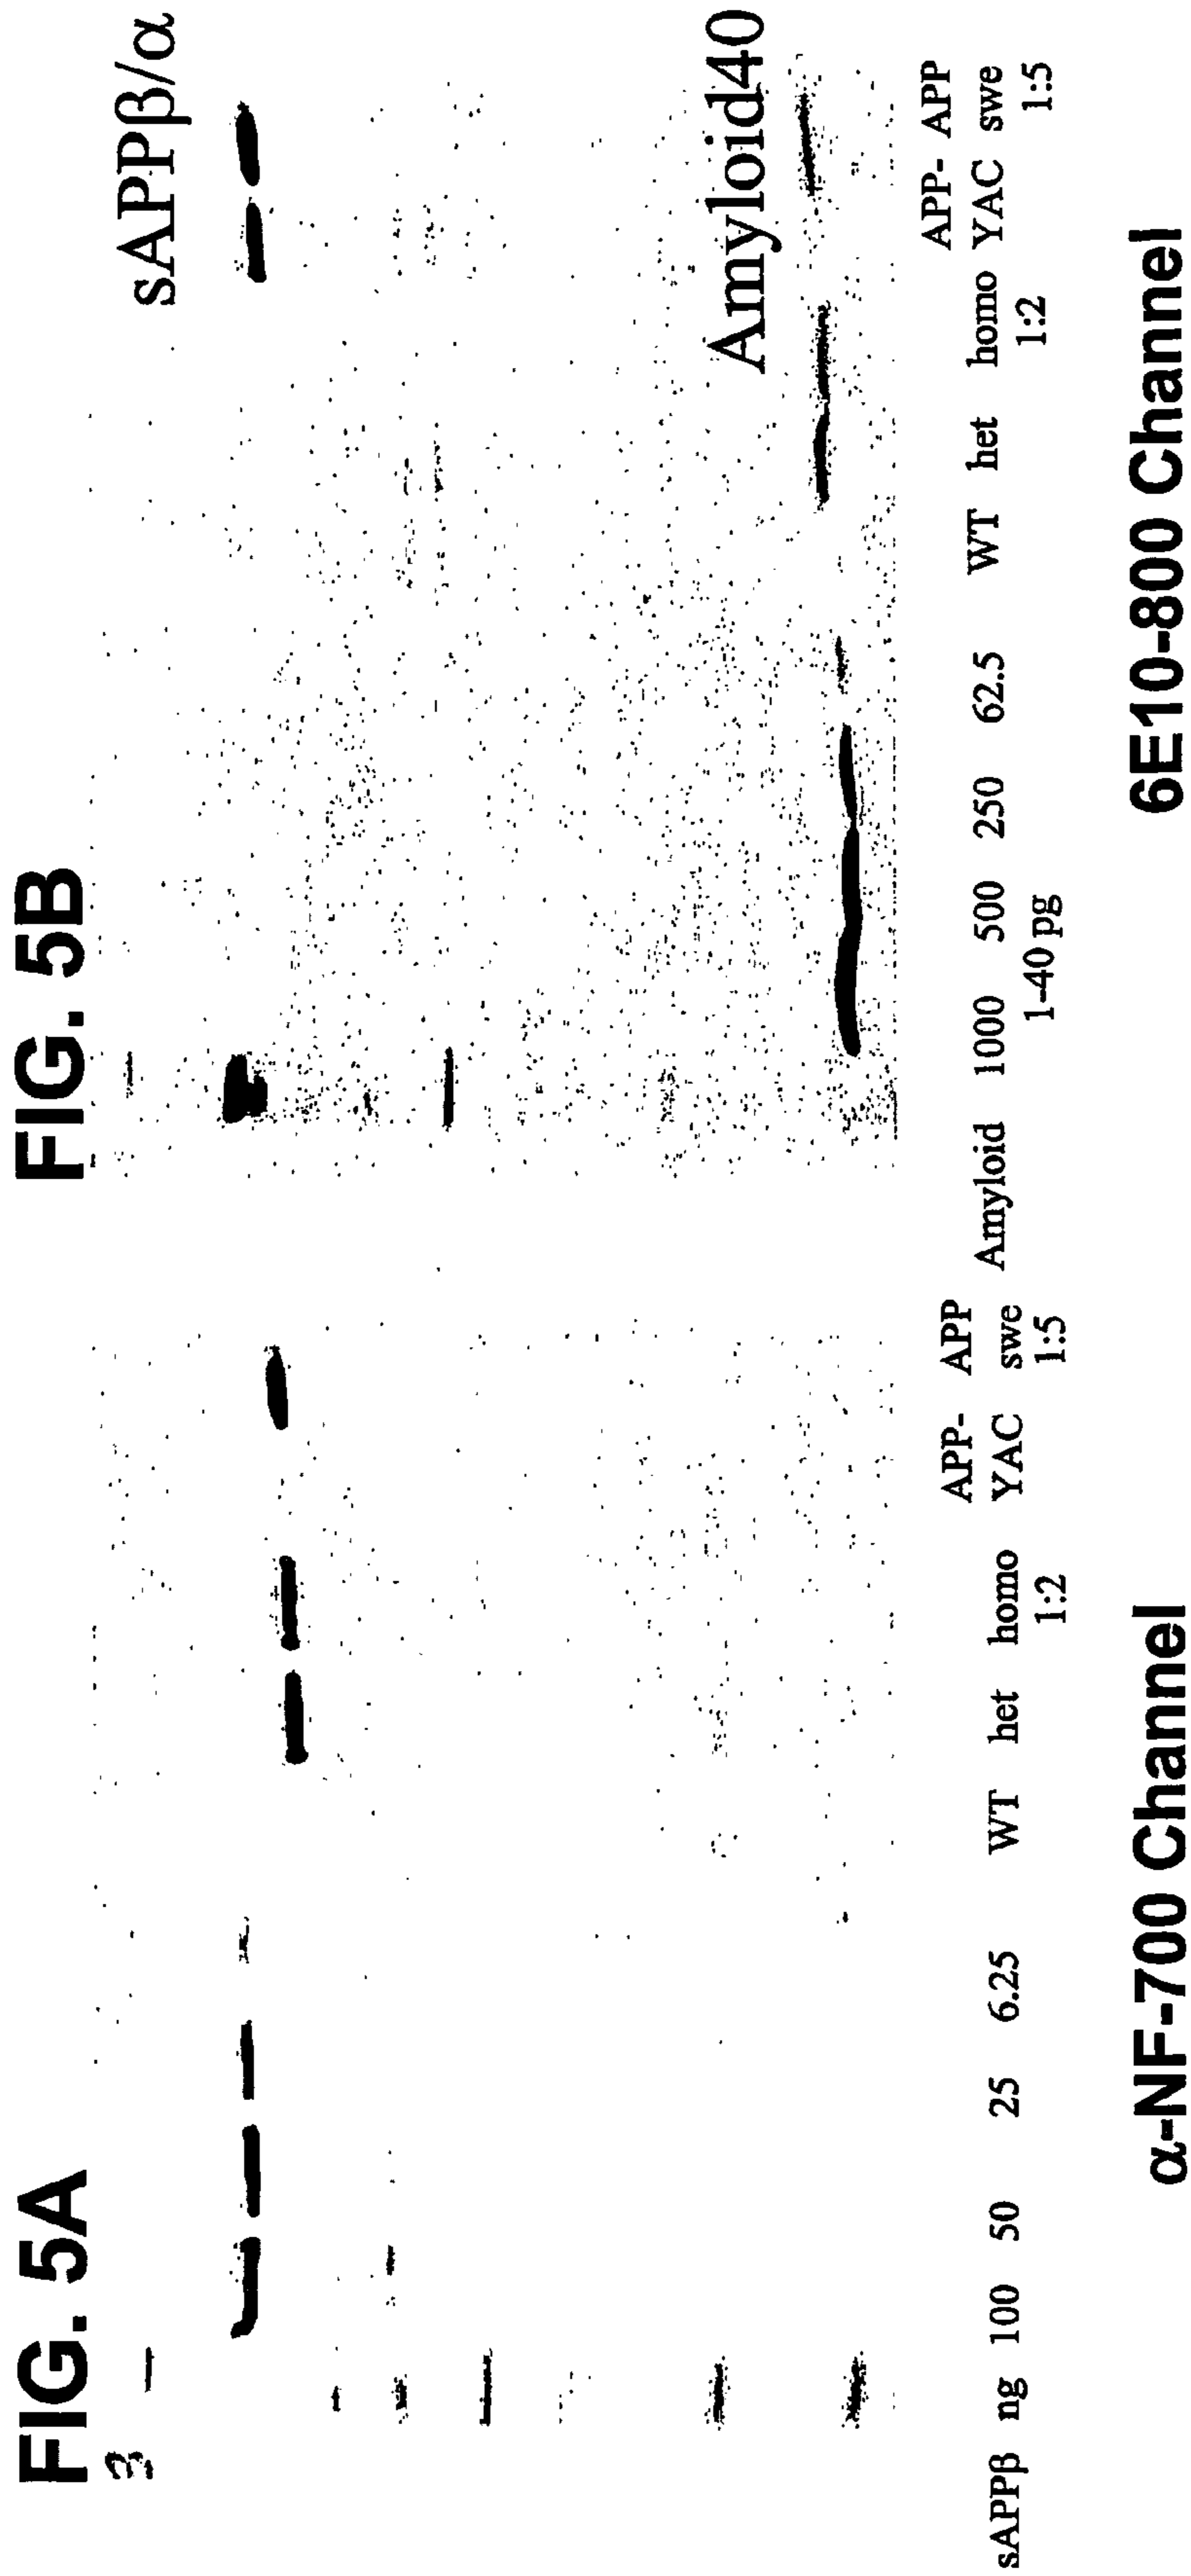 FIG. 5A
3
sAPPβ ng 100 50 25 6.25 WT het homo YAC swe
APP- APP
1:2 1:5
α-NF-700 Channel
FIG. 5B
sAPPβ/α
Amyloid40
APP- APP
Amyloid 1000 500 250 62.5 WT het homo YAC swe
1-40 pg 1:2 1:5
6E10-800 Channel